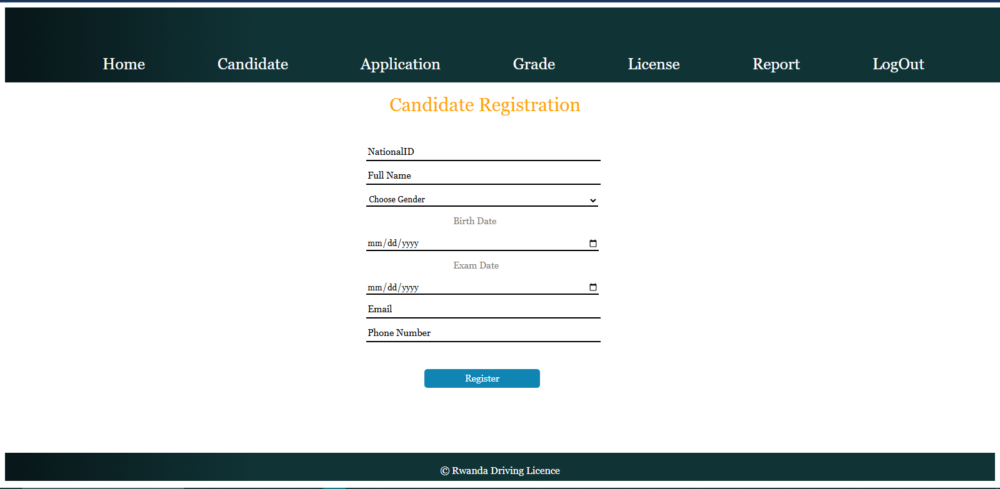 Home Candidate Application Grade License Report LogOut
Candidate Registration
NationalID
Full Name
Choose Gender
Birth Date
mm/dd/yyyy
Exam Date
mm/dd/yyyy
Email
Phone Number
Register
© Rwanda Driving Licence